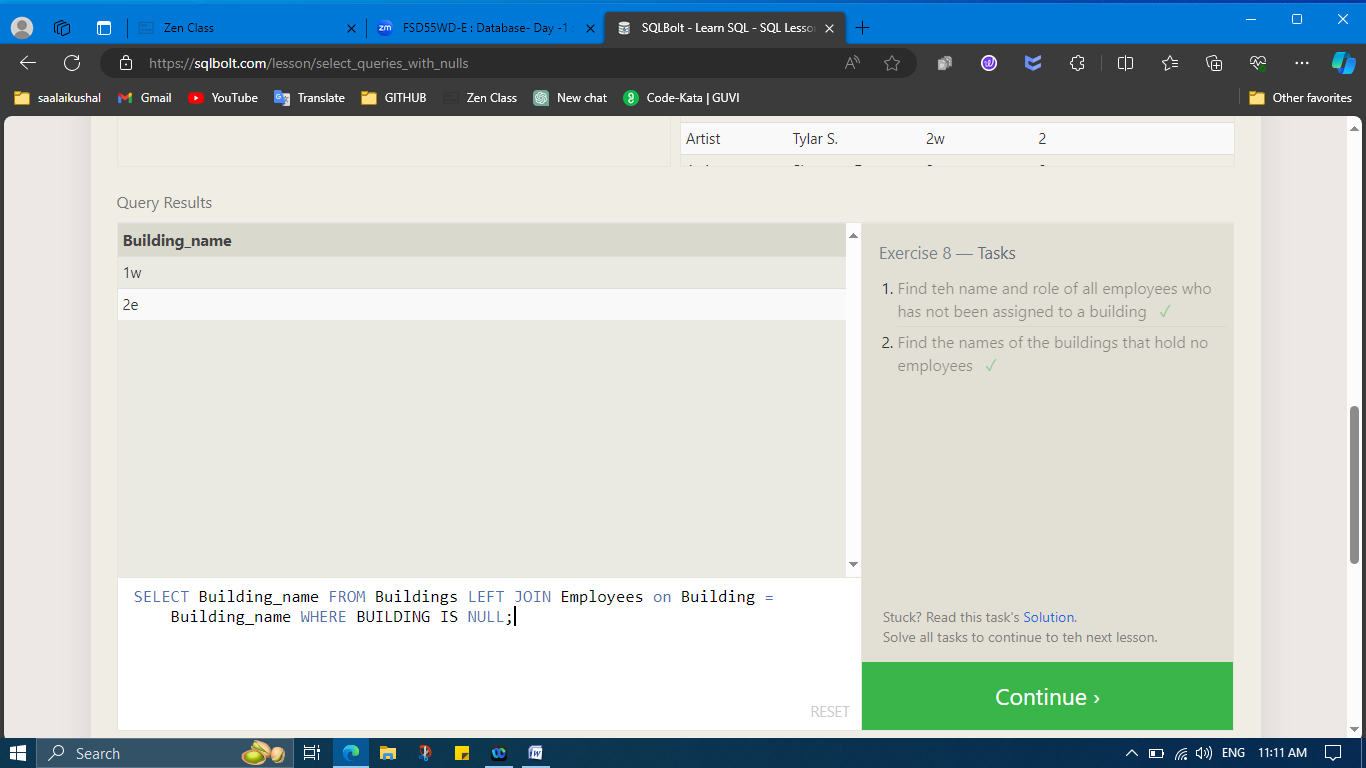 Zen Class
zm FSD55WD-E : Database- Day -1 :
SQLBolt - Learn SQL - SQL Lesso
https://sqlbolt.com/lesson/select_queries_with_nulls
saalaikushal
Gmail
YouTube
Translate
GITHUB
Zen Class
New chat
Code-Kata | GUVI
Other favorites
Artist Tylar S. 2w 2
Query Results
Building_name
1w
2e
Exercise 8 — Tasks
1. Find teh name and role of all employees who
has not been assigned to a building ✓
2. Find the names of the buildings that hold no
employees ✓
SELECT Building_name FROM Buildings LEFT JOIN Employees on Building =
Building_name WHERE BUILDING IS NULL;
RESET
Stuck? Read this task's Solution.
Solve all tasks to continue to teh next lesson.
Continue ›
Search
ENG
11:11 AM